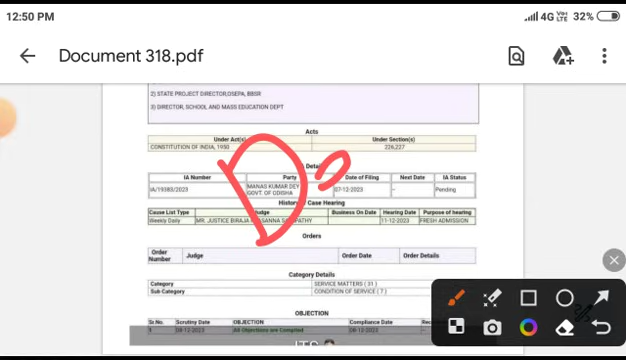 12:50 PM 4G VoLTE 32%
Document 318.pdf
2) STATE PROJECT DIRECTOR,OSEPA, BBSR
3) DIRECTOR, SCHOOL AND MASS EDUCATION DEPT
Acts
Under Act(s) Under Section(s)
CONSTITUTION OF INDIA, 1950 226,227
IA Number Party Date of Filing Next Date IA Status
IA/19383/2023 MANAS KUMAR DEY 07-12-2023 -- Pending
GOVT. OF ODISHA
Case Hearing
Cause List Type Judge Business On Date Hearing Date Purpose of hearing
Weekly Daily MR. JUSTICE BIRAJA 11-12-2023 FRESH ADMISSION
Orders
Order Number Judge Order Date Order Details
Category Details
Category SERVICE MATTERS ( 31 )
Sub Category CONDITION OF SERVICE ( 7 )
OBJECTION
Sr.No. Scrutiny Date OBJECTION Compliance Date
1 08-12-2023 All Objections are Complied 08-12-2023